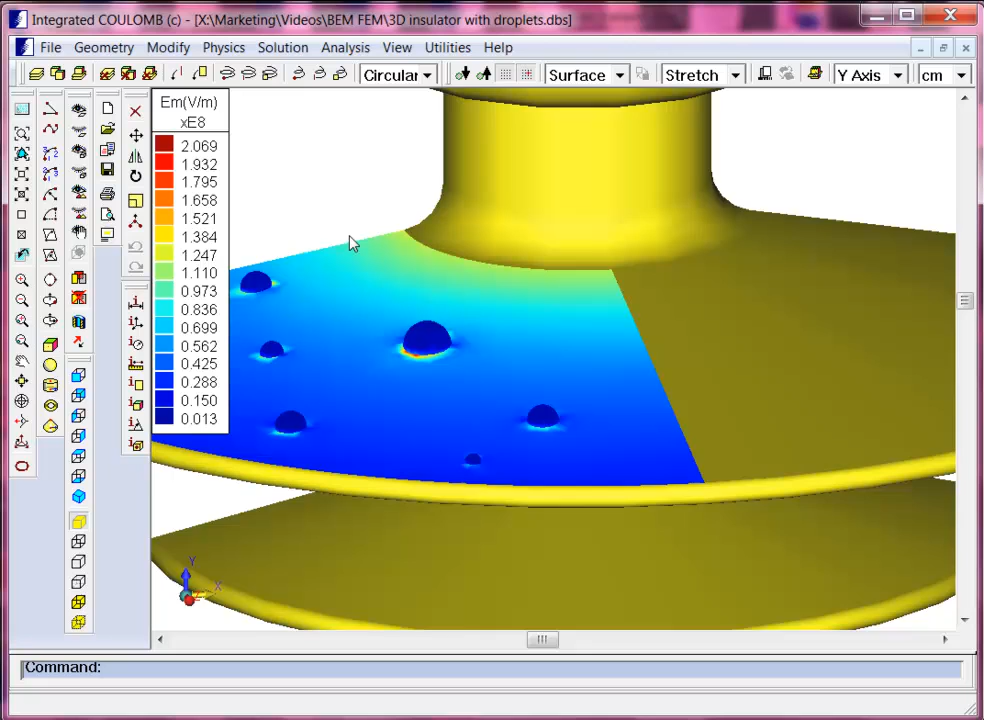 Integrated COULOMB (c) - [X:\Marketing\Videos\BEM FEM\3D insulator with droplets.dbs]
File Geometry Modify Physics Solution Analysis View Utilities Help
Circular Surface Stretch Y Axis cm
Em(V/m)
xE8
2.069
1.932
1.795
1.658
1.521
1.384
1.247
1.110
0.973
0.836
0.699
0.562
0.425
0.288
0.150
0.013
Y
X
Command: